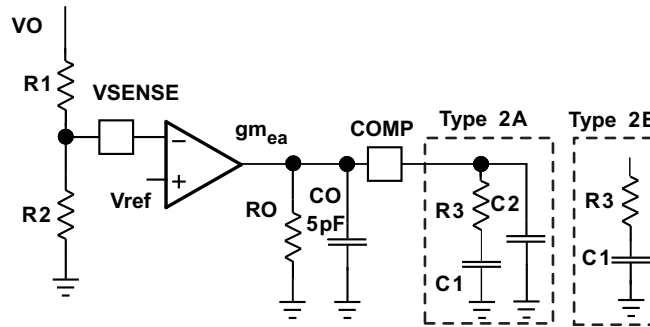 VO
R1
VSENSE
gm_ea
COMP
Type 2A
Type 2B
R2
Vref
RO
CO
5pF
R3
C2
C1
R3
C1